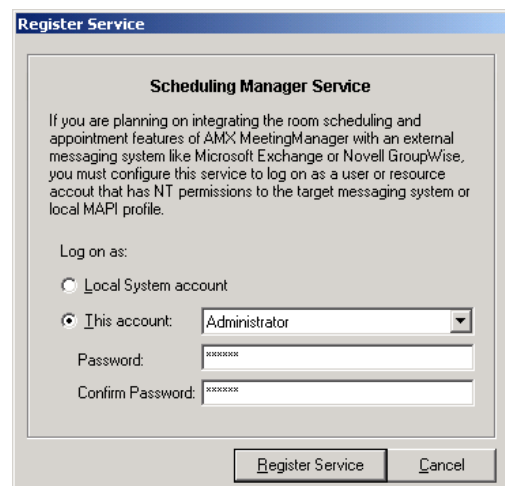 Register Service
Scheduling Manager Service
If you are planning on integrating the room scheduling and
appointment features of AMX MeetingManager with an external
messaging system like Microsoft Exchange or Novell GroupWise,
you must configure this service to log on as a user or resource
accout that has NT permissions to the target messaging system or
local MAPI profile.
Log on as:
Local System account
This account: Administrator
Password: ******
Confirm Password: ******
Register Service Cancel